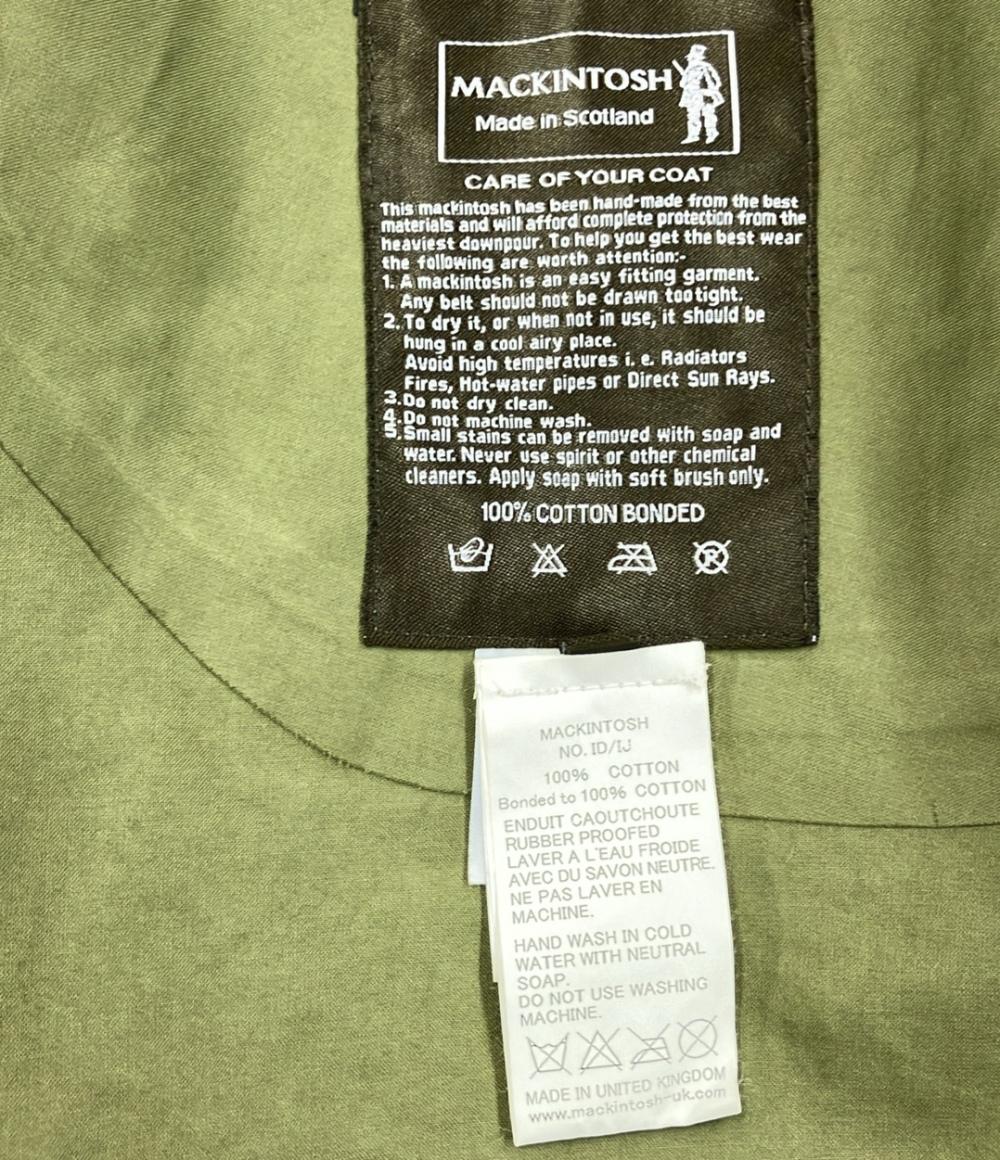 MACKINTOSH
Made in Scotland
CARE OF YOUR COAT
This mackintosh has been hand-made from the best
materials and will afford complete protection from the
heaviest downpour. To help you get the best wear
the following are worth attention:-
1. A mackintosh is an easy fitting garment.
Any belt should not be drawn too tight.
2. To dry it, or when not in use, it should be
hung in a cool airy place.
Avoid high temperatures i. e. Radiators
Fires, Hot-water pipes or Direct Sun Rays.
3. Do not dry clean.
4. Do not machine wash.
5. Small stains can be removed with soap and
water. Never use spirit or other chemical
cleaners. Apply soap with soft brush only.
100% COTTON BONDED
P
MACKINTOSH
NO. ID/IJ
100% COTTON
Bonded to 100% COTTON
ENDUIT CAOUTCHOUTE
RUBBER PROOFED
LAVER A L'EAU FROIDE
AVEC DU SAVON NEUTRE.
NE PAS LAVER EN
MACHINE.
HAND WASH IN COLD
WATER WITH NEUTRAL
SOAP.
DO NOT USE WASHING
MACHINE.
MADE IN UNITED KINGDOM
www.mackintosh-uk.com